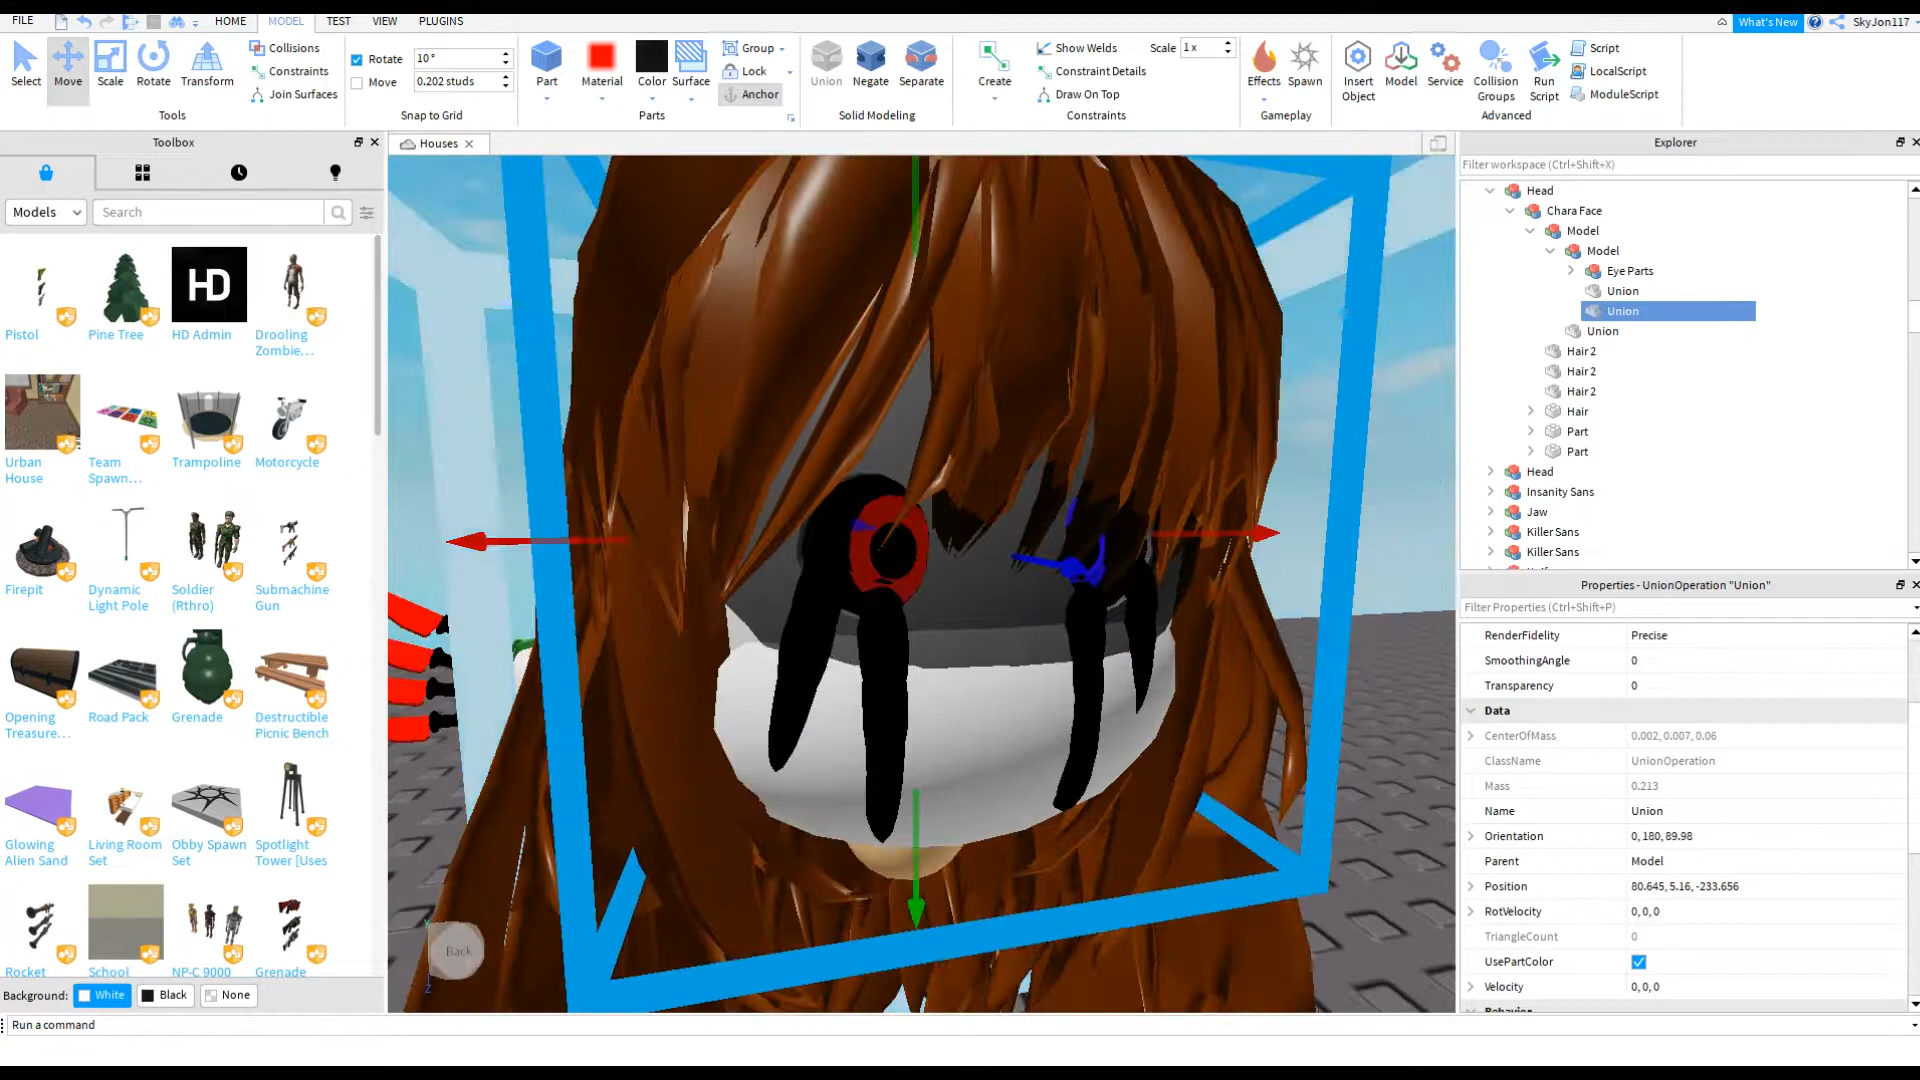 FILE HOME MODEL TEST VIEW PLUGINS What's New SkyJon117
Select Move Scale Rotate Transform
Collisions
Constraints
Join Surfaces
Tools
Rotate 10°
Move 0.202 studs
Snap to Grid
Part Material Color Surface
Group
Lock
Anchor
Parts
Union Negate Separate
Solid Modeling
Create
Show Welds Scale 1 x
Constraint Details
Draw On Top
Constraints
Effects Spawn
Gameplay
Insert Object Model Service Collision Groups Run Script
Script
LocalScript
ModuleScript
Advanced
Toolbox
Models Search
Pistol Pine Tree HD Admin Drooling Zombie...
HD
Urban House Team Spawn... Trampoline Motorcycle
Firepit Dynamic Light Pole Soldier (Rthro) Submachine Gun
Opening Treasure... Road Pack Grenade Destructible Picnic Bench
Glowing Alien Sand Living Room Set Obby Spawn Set Spotlight Tower [Uses
Rocket School NP-C 9000 Grenade
Background: White Black None
Run a command
Houses
Back
Y
Z
Explorer
Filter workspace (Ctrl+Shift+X)
Head
Chara Face
Model
Model
Eye Parts
Union
Union
Union
Hair 2
Hair 2
Hair 2
Hair
Part
Part
Head
Insanity Sans
Jaw
Killer Sans
Killer Sans
Properties - UnionOperation "Union"
Filter Properties (Ctrl+Shift+P)
RenderFidelity Precise
SmoothingAngle 0
Transparency 0
Data
CenterOfMass 0.002, 0.007, 0.06
ClassName UnionOperation
Mass 0.213
Name Union
Orientation 0, 180, 89.98
Parent Model
Position 80.645, 5.16, -233.656
RotVelocity 0, 0, 0
TriangleCount 0
UsePartColor
Velocity 0, 0, 0
Behavior